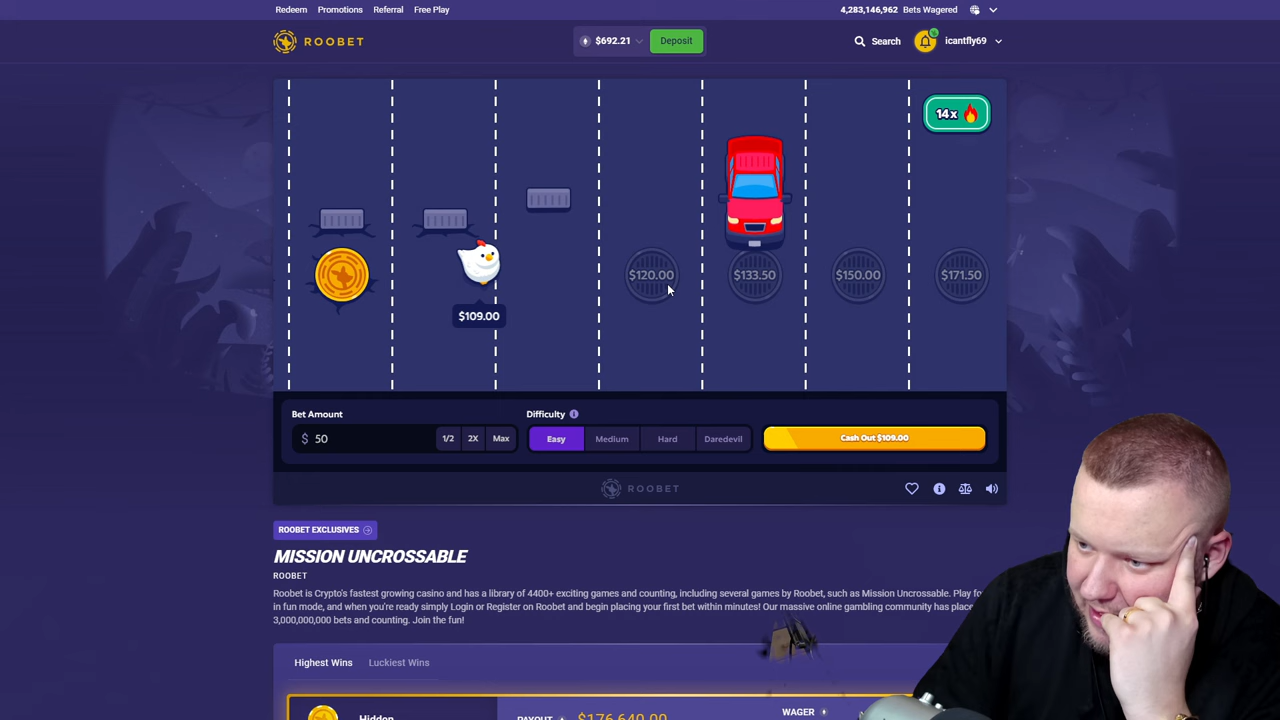 Redeem Promotions Referral Free Play 4,283,146,962 Bets Wagered
ROOBET $692.21 Deposit Search icantfly69
14x
$120.00 $133.50 $150.00 $171.50
$109.00
Bet Amount Difficulty
$ 50 1/2 2X Max Easy Medium Hard Daredevil Cash Out $109.00
ROOBET
ROOBET EXCLUSIVES
MISSION UNCROSSABLE
ROOBET
Roobet is Crypto's fastest growing casino and has a library of 4400+ exciting games and counting, including several games by Roobet, such as Mission Uncrossable. Play
in fun mode, and when you're ready simply Login or Register on Roobet and begin placing your first bet within minutes! Our massive online gambling community has
3,000,000,000 bets and counting. Join the fun!
Highest Wins Luckiest Wins
Hidden PAYOUT $176,640.00 WAGER